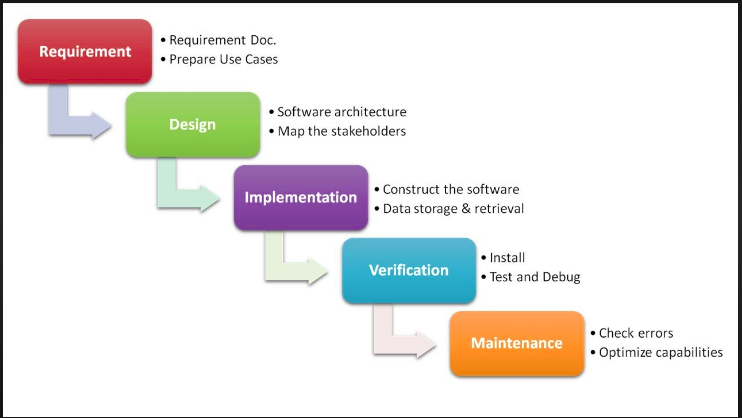 Requirement
• Requirement Doc.
• Prepare Use Cases
Design
• Software architecture
• Map the stakeholders
Implementation
• Construct the software
• Data storage & retrieval
Verification
• Install
• Test and Debug
Maintenance
• Check errors
• Optimize capabilities